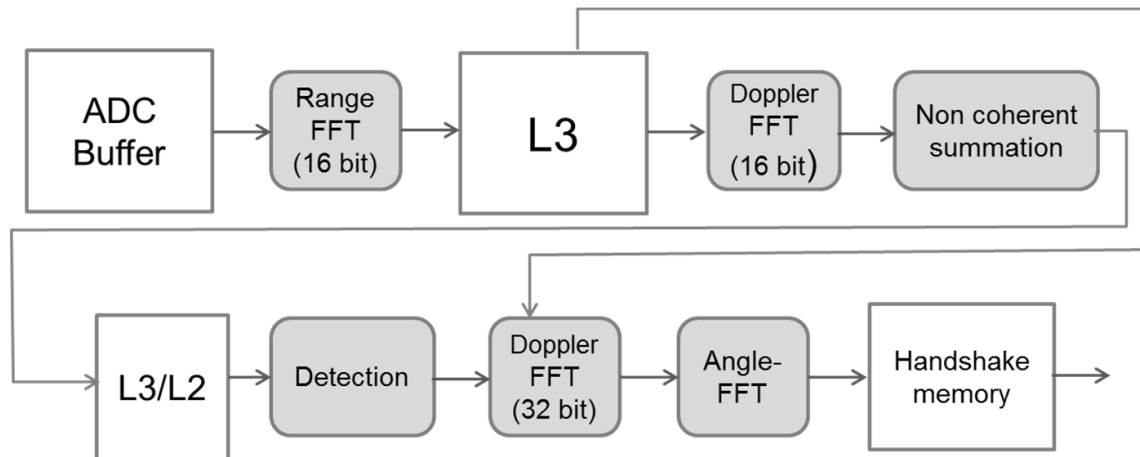 ADC
Buffer
Range
FFT
(16 bit)
L3
Doppler
FFT
(16 bit)
Non coherent
summation
L3/L2
Detection
Doppler
FFT
(32 bit)
Angle-
FFT
Handshake
memory